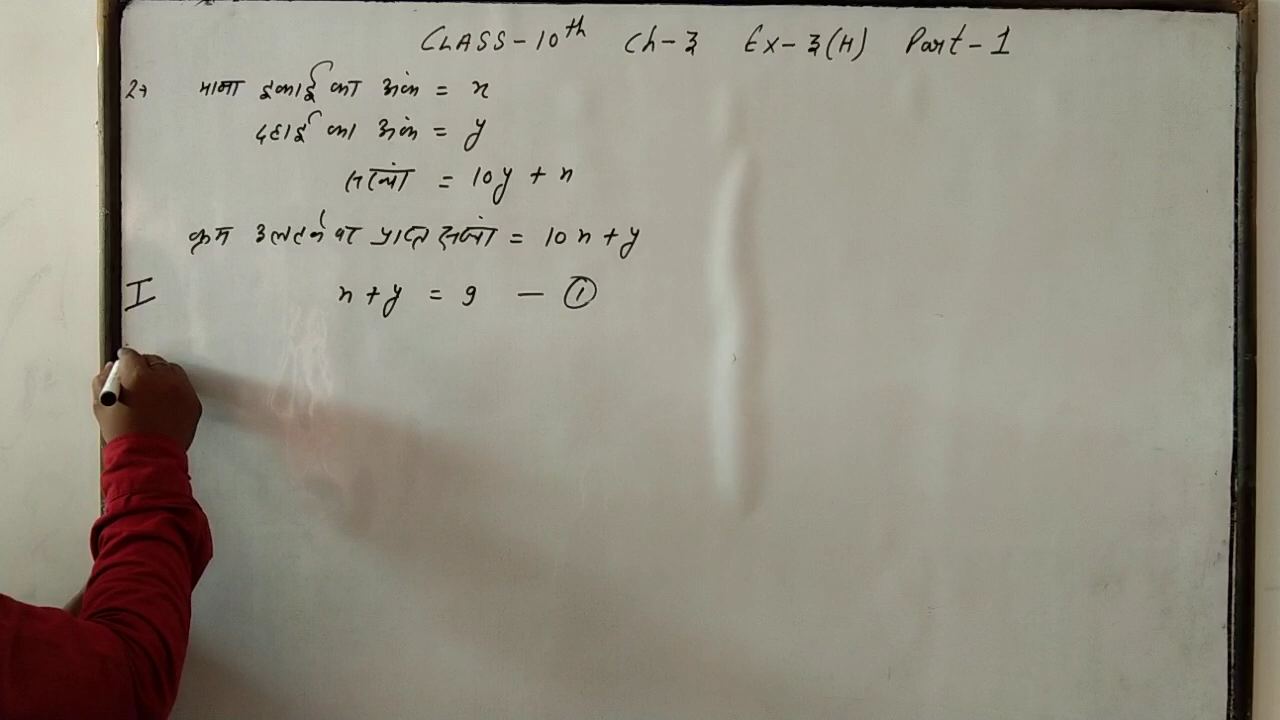 CLASS-10th Ch-3 Ex-3(H) Part-1
2→ माना इकाई का अंक = x
दहाई का अंक = y
संख्या = 10y + x
क्रम उलटने पर प्राप्त संख्या = 10x + y
I x + y = 9 — ①